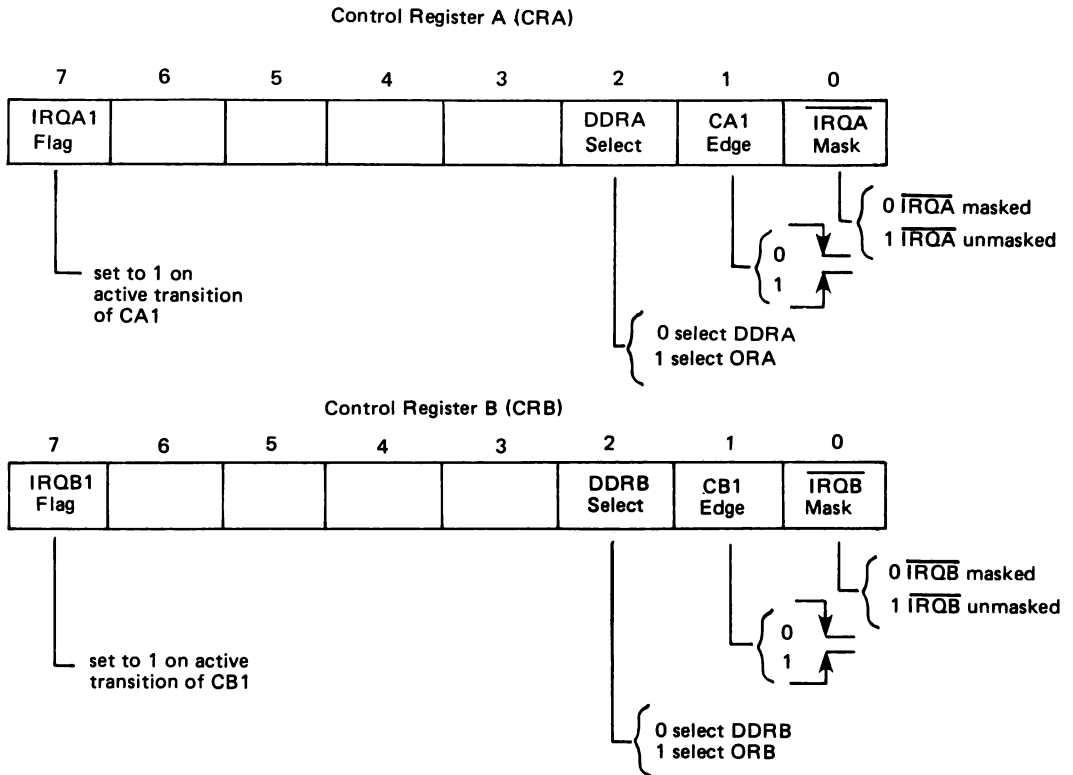 Control Register A (CRA)
7 6 5 4 3 2 1 0
IRQA1 Flag DDRA Select CA1 Edge IRQA Mask
0 IRQA masked
1 IRQA unmasked
0
1
set to 1 on
active transition
of CA1
0 select DDRA
1 select ORA
Control Register B (CRB)
7 6 5 4 3 2 1 0
IRQB1 Flag DDRB Select CB1 Edge IRQB Mask
0 IRQB masked
1 IRQB unmasked
0
1
set to 1 on active
transition of CB1
0 select DDRB
1 select ORB